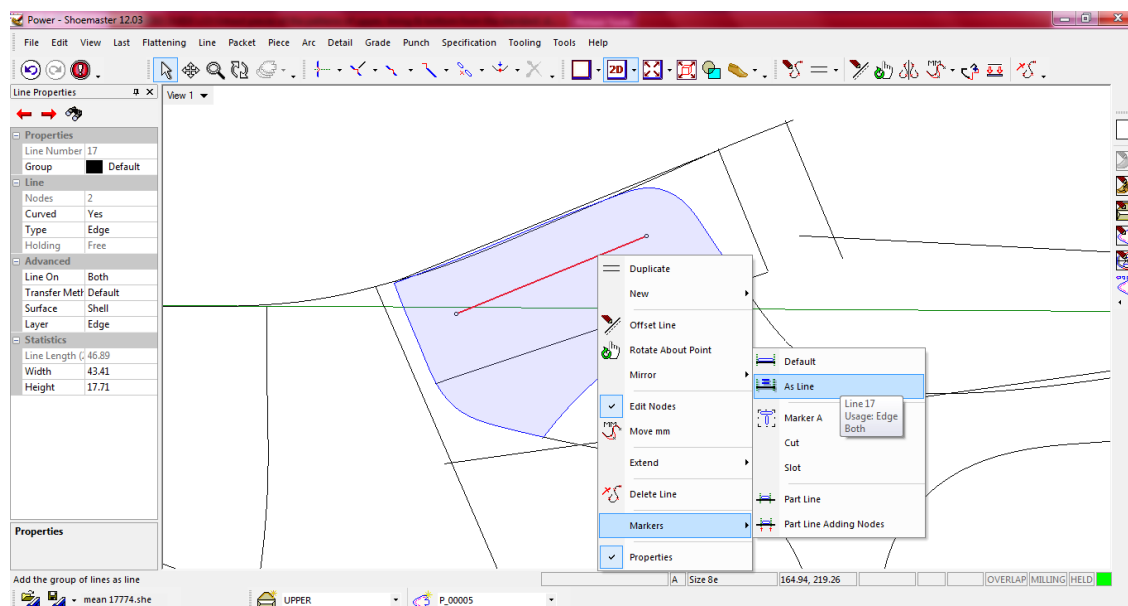 Power - Shoemaster 12.03
File Edit View Last Flattening Line Packet Piece Arc Detail Grade Punch Specification Tooling Tools Help
2D
MM
Line Properties
View 1
Properties
Line Number 17
Group Default
Line
Nodes 2
Curved Yes
Type Edge
Holding Free
Advanced
Line On Both
Transfer Meth Default
Surface Shell
Layer Edge
Statistics
Line Length (. 46.89
Width 43.41
Height 17.71
Duplicate
New
Offset Line
Rotate About Point
Mirror
Edit Nodes
MM
Move mm
Extend
Delete Line
Markers
Properties
Default
As Line
Marker A
Cut
Slot
Part Line
Part Line Adding Nodes
Line 17
Usage: Edge
Both
Properties
Add the group of lines as line
A Size 8e 164.94, 219.26 OVERLAP MILLING HELD
mean 17774.she UPPER P_00005